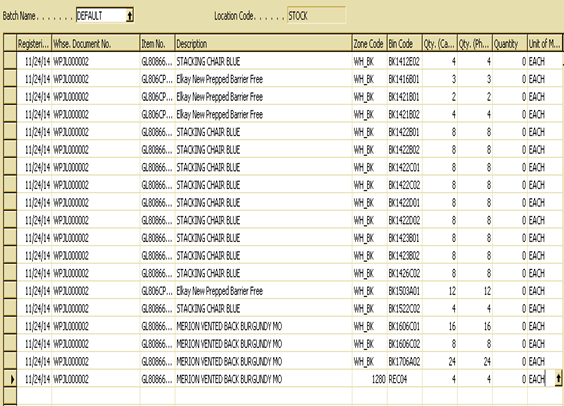 Batch Name . . . . . . . DEFAULT Location Code . . . . . . STOCK
Registeri... Whse. Document No. Item No. Description Zone Code Bin Code Qty. (Ca... Qty. (Ph... Quantity Unit of M...
11/24/14 WPJL000002 GL80866... STACKING CHAIR BLUE WH_BK BK1412E02 4 4 0 EACH
11/24/14 WPJL000002 GL806CP... Elkay New Prepped Barrier Free WH_BK BK1416B01 3 3 0 EACH
11/24/14 WPJL000002 GL806CP... Elkay New Prepped Barrier Free WH_BK BK1421B01 2 2 0 EACH
11/24/14 WPJL000002 GL806CP... Elkay New Prepped Barrier Free WH_BK BK1421B02 4 4 0 EACH
11/24/14 WPJL000002 GL80866... STACKING CHAIR BLUE WH_BK BK1422B01 8 8 0 EACH
11/24/14 WPJL000002 GL80866... STACKING CHAIR BLUE WH_BK BK1422B02 8 8 0 EACH
11/24/14 WPJL000002 GL80866... STACKING CHAIR BLUE WH_BK BK1422C01 8 8 0 EACH
11/24/14 WPJL000002 GL80866... STACKING CHAIR BLUE WH_BK BK1422C02 8 8 0 EACH
11/24/14 WPJL000002 GL80866... STACKING CHAIR BLUE WH_BK BK1422D01 8 8 0 EACH
11/24/14 WPJL000002 GL80866... STACKING CHAIR BLUE WH_BK BK1422D02 8 8 0 EACH
11/24/14 WPJL000002 GL80866... STACKING CHAIR BLUE WH_BK BK1423B01 8 8 0 EACH
11/24/14 WPJL000002 GL80866... STACKING CHAIR BLUE WH_BK BK1423B02 8 8 0 EACH
11/24/14 WPJL000002 GL80866... STACKING CHAIR BLUE WH_BK BK1426C02 8 8 0 EACH
11/24/14 WPJL000002 GL806CP... Elkay New Prepped Barrier Free WH_BK BK1503A01 12 12 0 EACH
11/24/14 WPJL000002 GL80866... STACKING CHAIR BLUE WH_BK BK1522C02 4 4 0 EACH
11/24/14 WPJL000002 GL80866... MERION VENTED BACK BURGUNDY MO WH_BK BK1606C01 16 16 0 EACH
11/24/14 WPJL000002 GL80866... MERION VENTED BACK BURGUNDY MO WH_BK BK1606C02 8 8 0 EACH
11/24/14 WPJL000002 GL80866... MERION VENTED BACK BURGUNDY MO WH_BK BK1706A02 24 24 0 EACH
11/24/14 WPJL000002 GL80866... MERION VENTED BACK BURGUNDY MO 1280 REC04 4 4 0 EACH